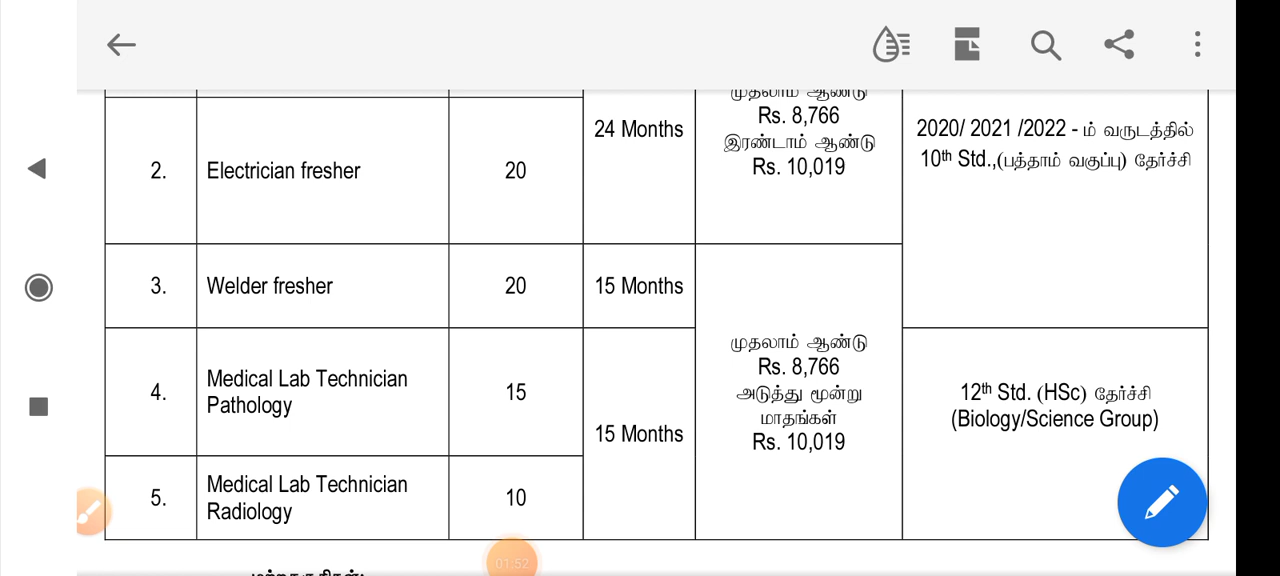 முதலாம் ஆண்டு
Rs. 8,766
இரண்டாம் ஆண்டு
Rs. 10,019
24 Months
2020/ 2021 /2022 - ம் வருடத்தில்
10th Std.,(பத்தாம் வகுப்பு) தேர்ச்சி
2. Electrician fresher 20
3. Welder fresher 20 15 Months
முதலாம் ஆண்டு
Rs. 8,766
அடுத்து மூன்று
மாதங்கள்
Rs. 10,019
4. Medical Lab Technician
Pathology 15
15 Months
12th Std. (HSc) தேர்ச்சி
(Biology/Science Group)
5. Medical Lab Technician
Radiology 10
01:52